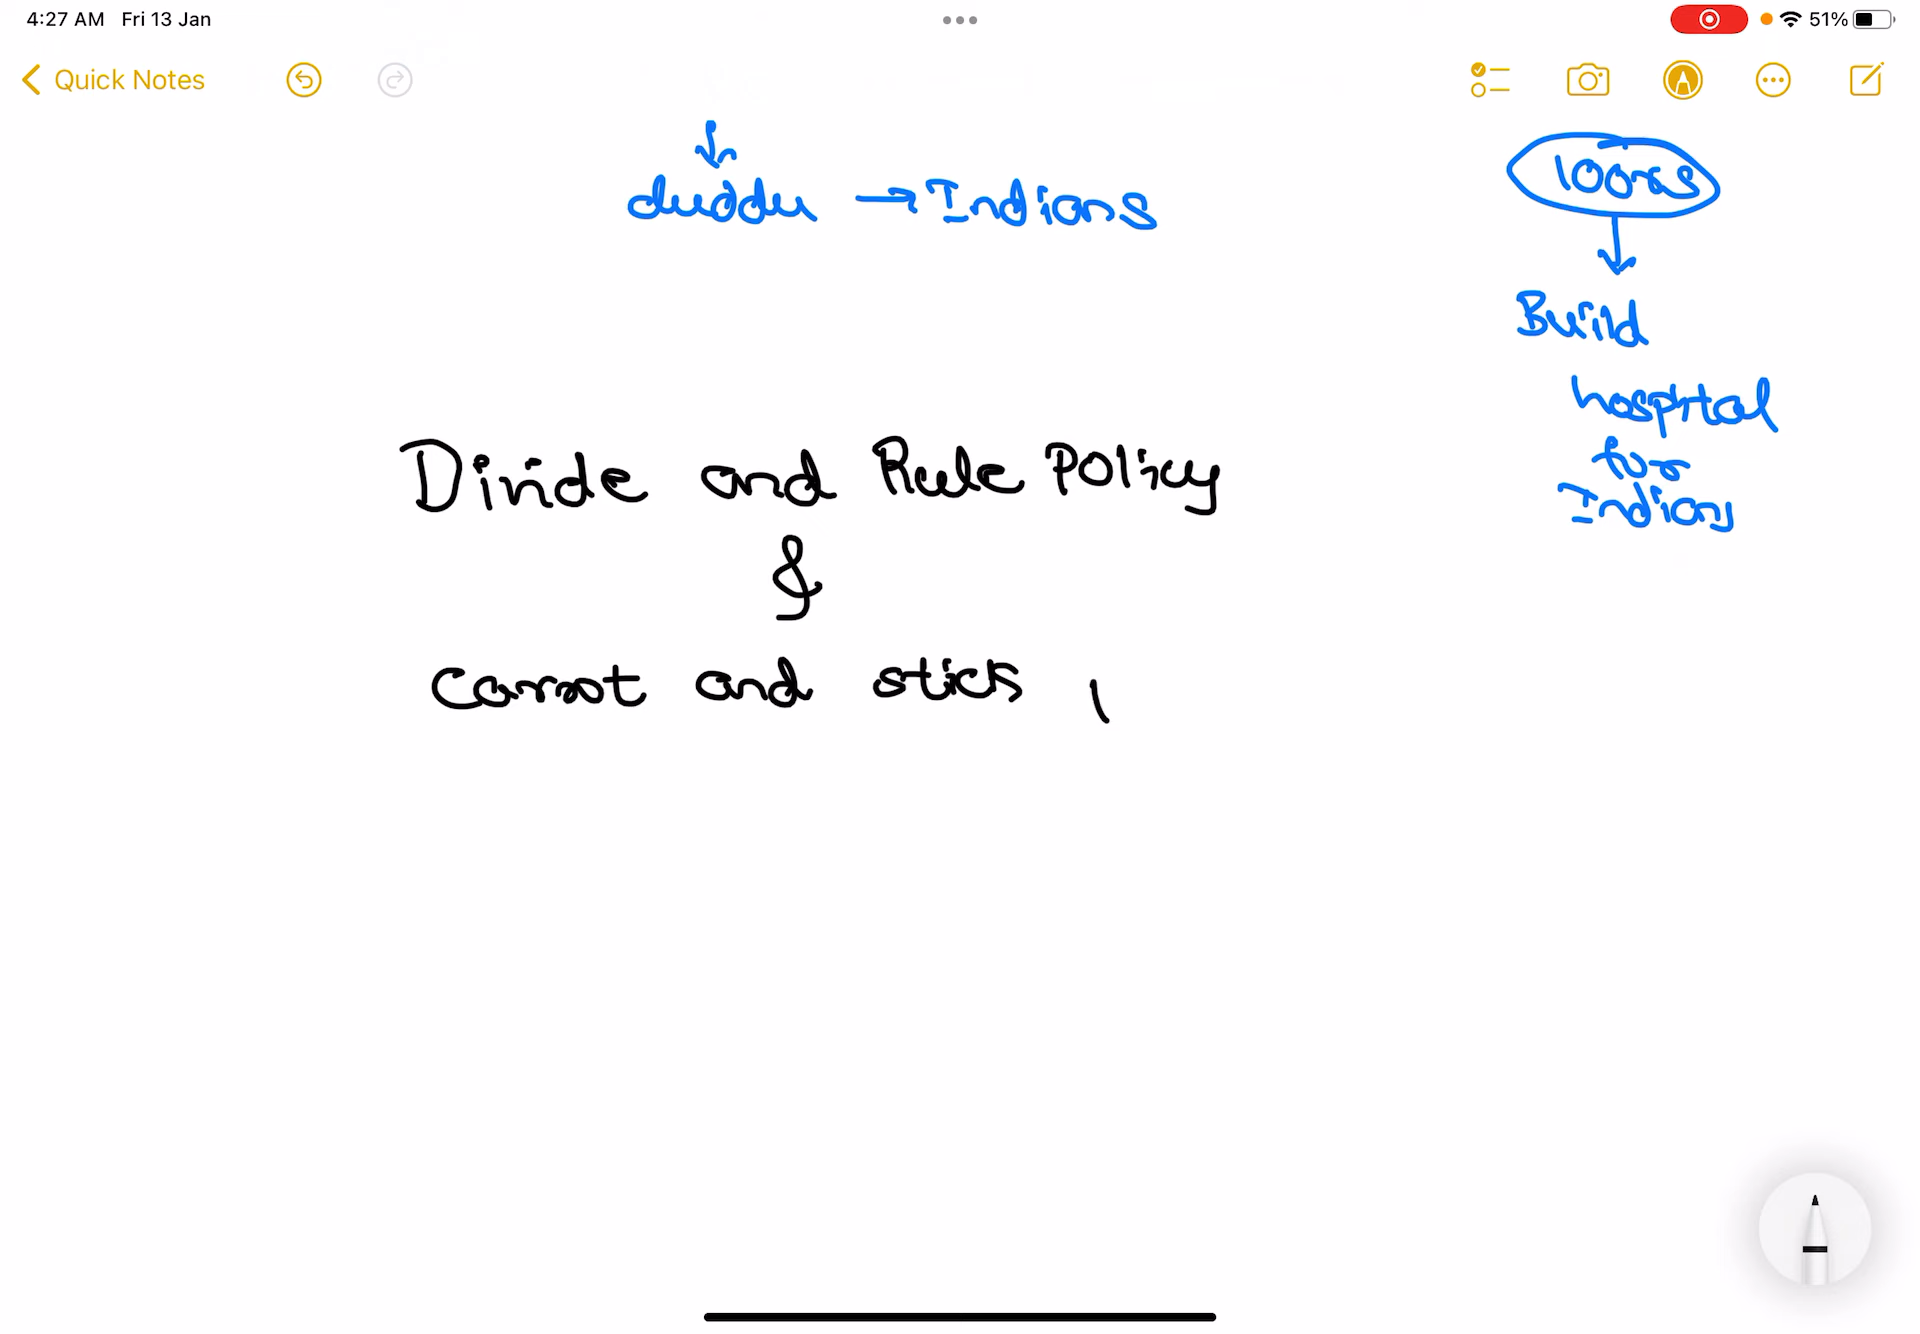 4:27 AM Fri 13 Jan
51%
Quick Notes
duddu → Indians
100rs
Build
hospital
for
Indians
Divide and Rule Policy
&
carrot and stick